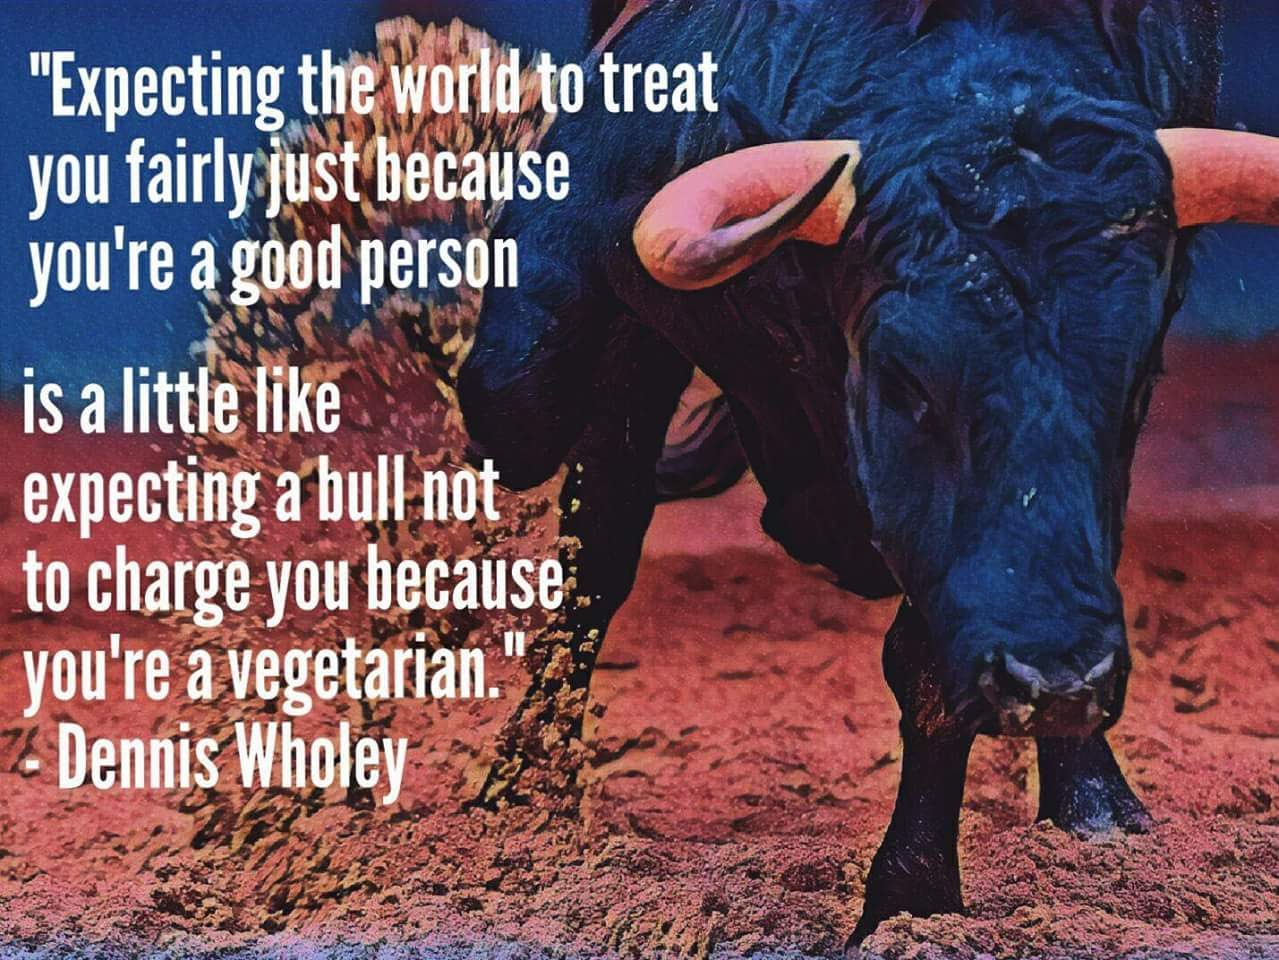 "Expecting the world to treat
you fairly just because
you're a good person
is a little like
expecting a bull not
to charge you because
you're a vegetarian."
- Dennis Wholey